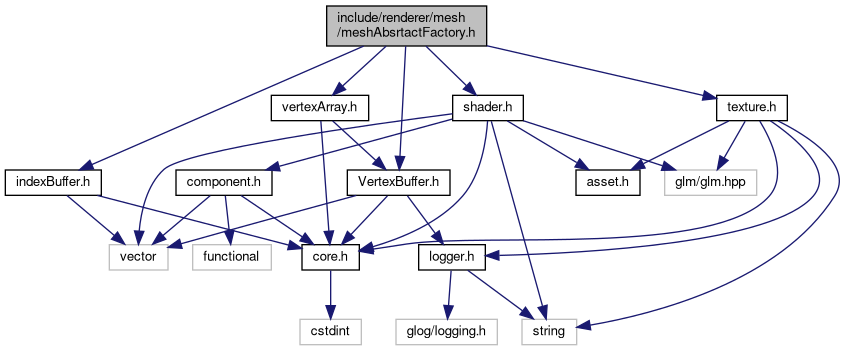 include/renderer/mesh
/meshAbsrtactFactory.h
vertexArray.h
shader.h
texture.h
indexBuffer.h
component.h
VertexBuffer.h
asset.h
glm/glm.hpp
vector
functional
core.h
logger.h
cstdint
glog/logging.h
string